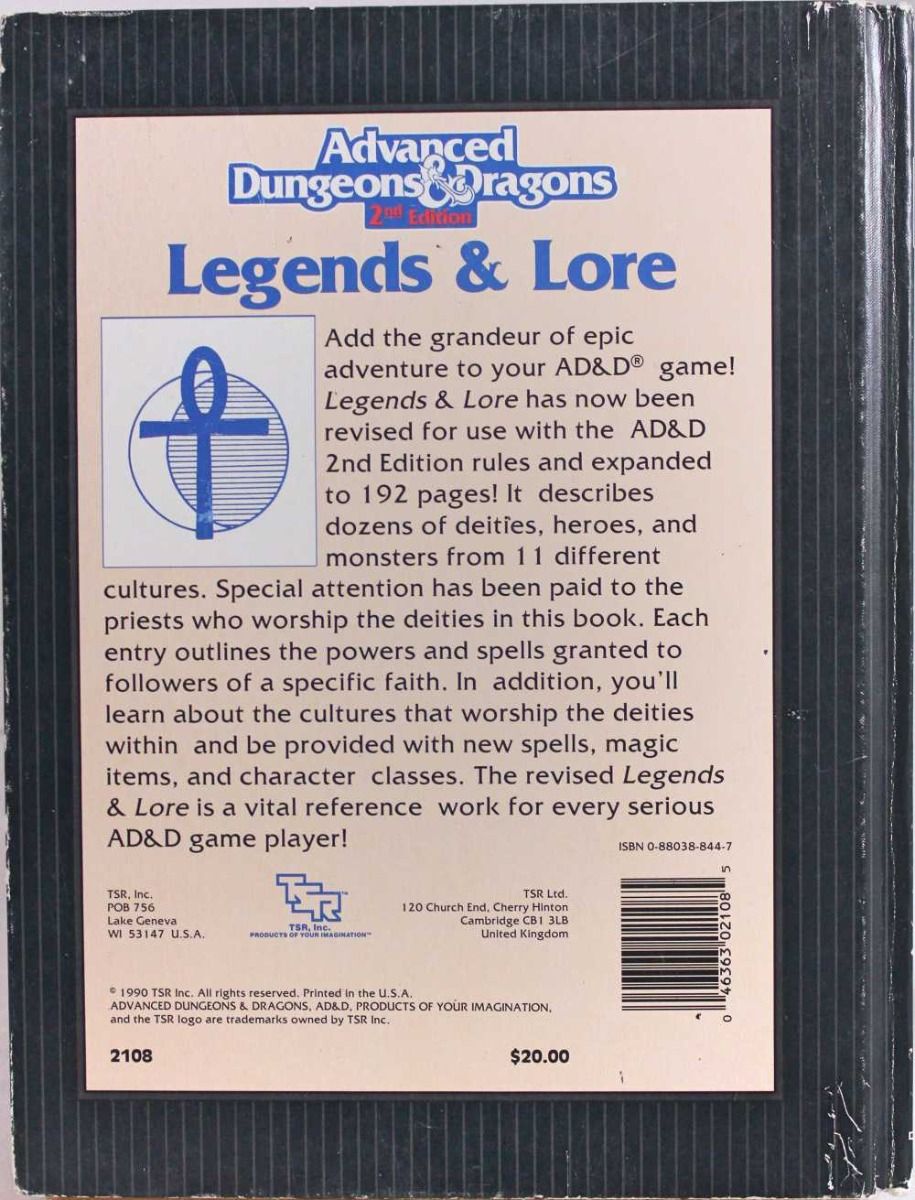 Advanced
Dungeons & Dragons
2nd Edition
Legends & Lore
Add the grandeur of epic
adventure to your AD&D® game!
Legends & Lore has now been
revised for use with the AD&D
2nd Edition rules and expanded
to 192 pages! It describes
dozens of deities, heroes, and
monsters from 11 different
cultures. Special attention has been paid to the
priests who worship the deities in this book. Each
entry outlines the powers and spells granted to
followers of a specific faith. In addition, you'll
learn about the cultures that worship the deities
within and be provided with new spells, magic
items, and character classes. The revised Legends
& Lore is a vital reference work for every serious
AD&D game player!
ISBN 0-88038-844-7
TSR, Inc.
POB 756
Lake Geneva
WI 53147 U.S.A.
TSR™
TSR, Inc.
PRODUCTS OF YOUR IMAGINATION™
TSR Ltd.
120 Church End, Cherry Hinton
Cambridge CB1 3LB
United Kingdom
0 46363 02108 5
© 1990 TSR Inc. All rights reserved. Printed in the U.S.A.
ADVANCED DUNGEONS & DRAGONS, AD&D, PRODUCTS OF YOUR IMAGINATION,
and the TSR logo are trademarks owned by TSR Inc.
2108
$20.00